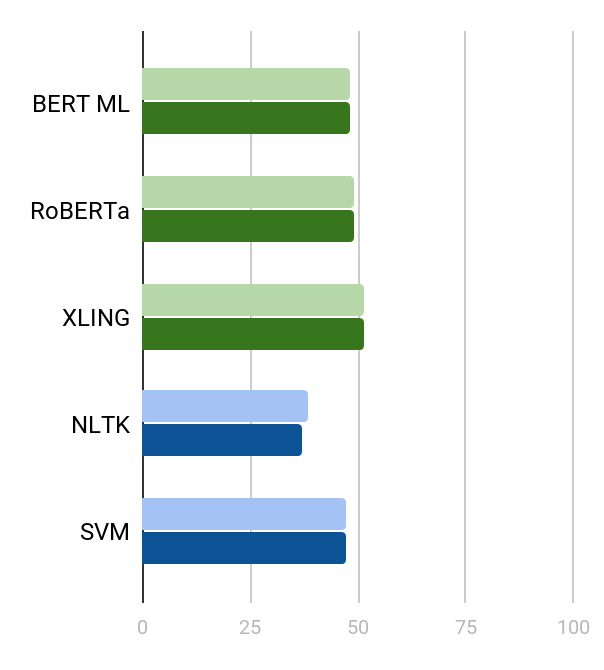 BERT ML
RoBERTa
XLING
NLTK
SVM
0 25 50 75 100